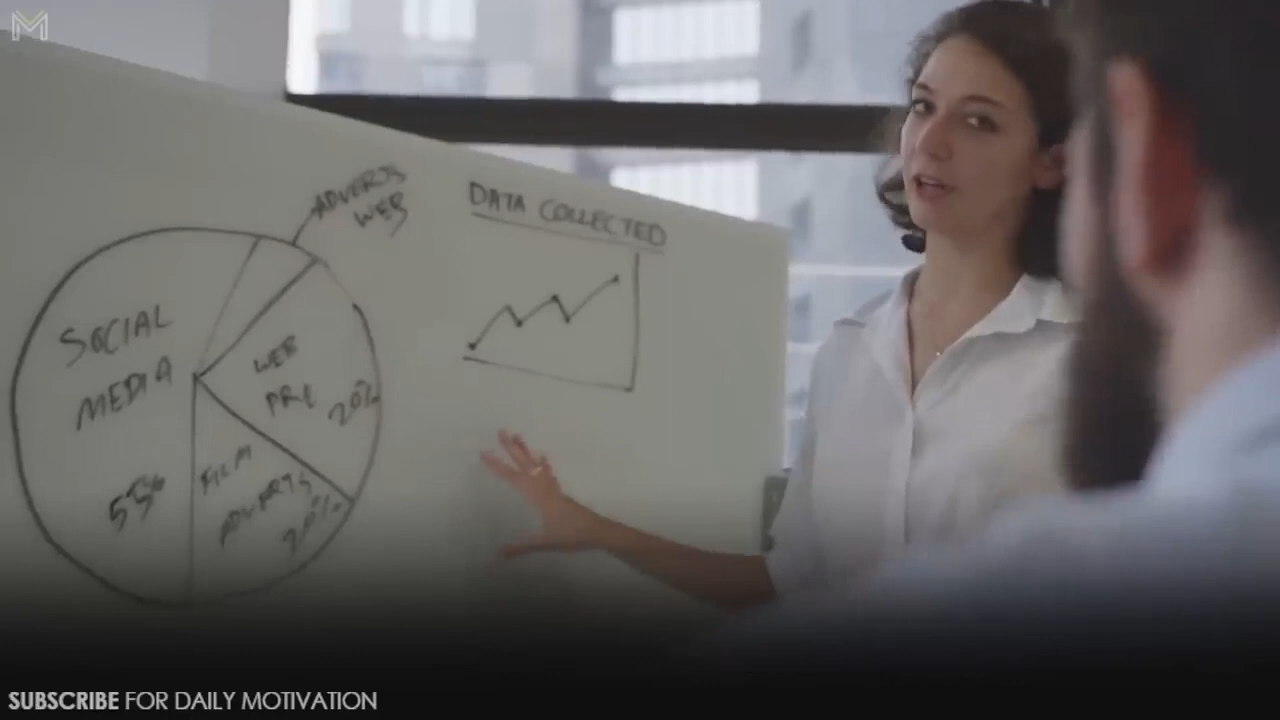 M
ADVERTS
WEB
DATA COLLECTED
SOCIAL
MEDIA
55%
WEB
PRE
20%
FILM
ADVERTS
20%
SUBSCRIBE FOR DAILY MOTIVATION